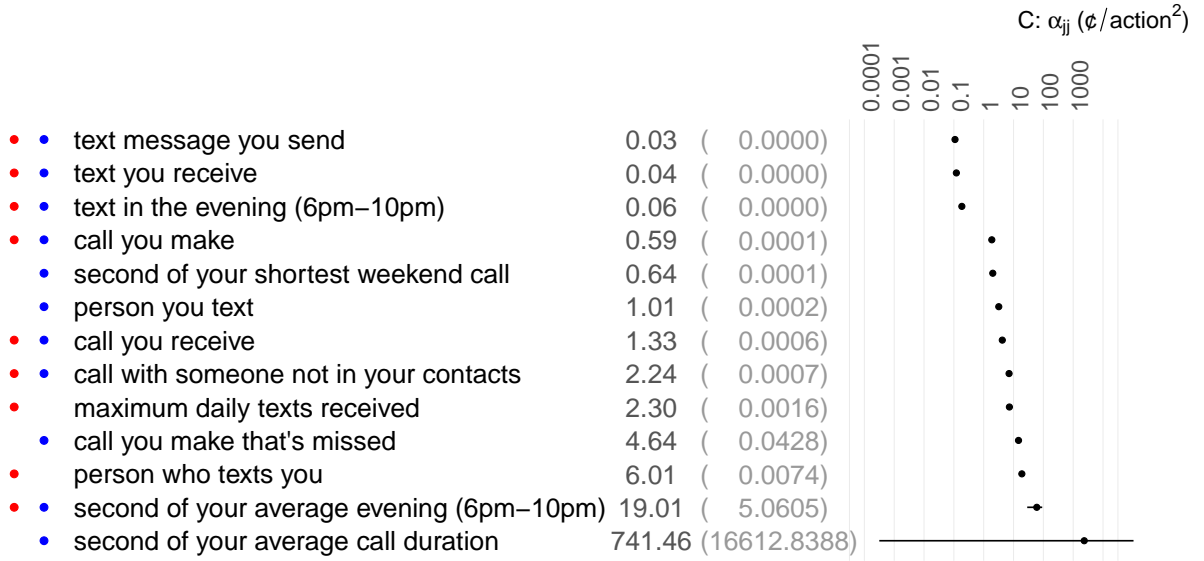 C: αjj (¢/action²)
0.0001 0.001 0.01 0.1 1 10 100 1000
text message you send 0.03 ( 0.0000)
text you receive 0.04 ( 0.0000)
text in the evening (6pm−10pm) 0.06 ( 0.0000)
call you make 0.59 ( 0.0001)
second of your shortest weekend call 0.64 ( 0.0001)
person you text 1.01 ( 0.0002)
call you receive 1.33 ( 0.0006)
call with someone not in your contacts 2.24 ( 0.0007)
maximum daily texts received 2.30 ( 0.0016)
call you make that's missed 4.64 ( 0.0428)
person who texts you 6.01 ( 0.0074)
second of your average evening (6pm−10pm) 19.01 ( 5.0605)
second of your average call duration 741.46 (16612.8388)